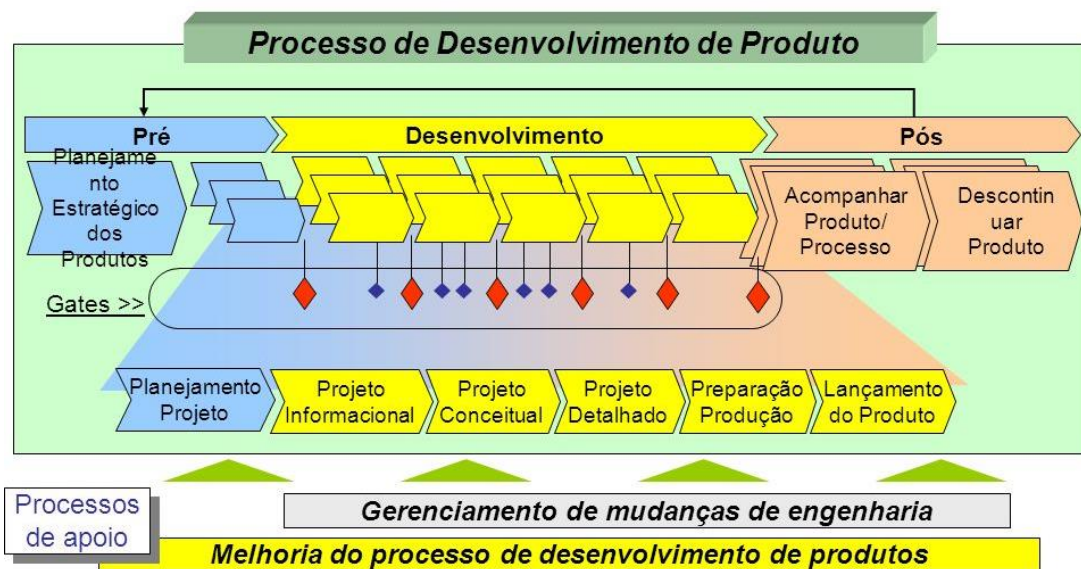 Processo de Desenvolvimento de Produto
Pré
Desenvolvimento
Pós
Planejame
nto
Estratégico
dos
Produtos
Acompanhar
Produto/
Processo
Descontin
uar
Produto
Gates >>
Planejamento
Projeto
Projeto
Informacional
Projeto
Conceitual
Projeto
Detalhado
Preparação
Produção
Lançamento
do Produto
Processos
de apoio
Gerenciamento de mudanças de engenharia
Melhoria do processo de desenvolvimento de produtos